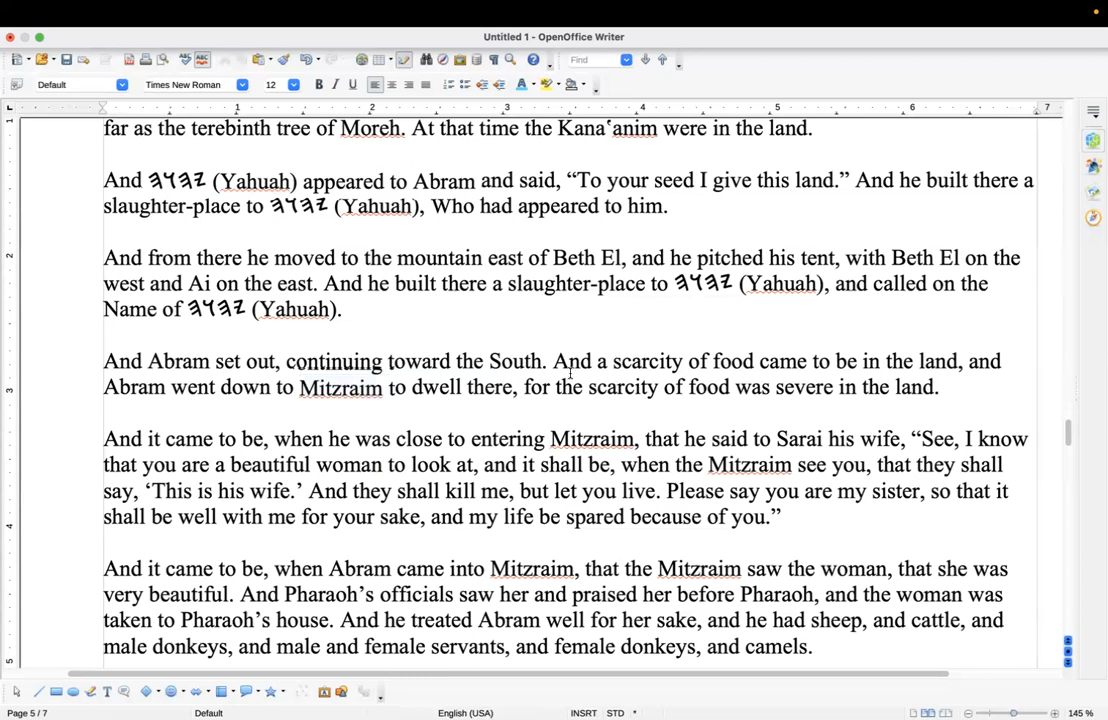 Untitled 1 - OpenOffice Writer
Find
Default
Times New Roman
12
B I U
1 2 3 4 5 6 7
far as the terebinth tree of Moreh. At that time the Kanaʽanim were in the land.
And 𐤉𐤄𐤅𐤄 (Yahuah) appeared to Abram and said, “To your seed I give this land.” And he built there a
slaughter-place to 𐤉𐤄𐤅𐤄 (Yahuah), Who had appeared to him.
And from there he moved to the mountain east of Beth El, and he pitched his tent, with Beth El on the
west and Ai on the east. And he built there a slaughter-place to 𐤉𐤄𐤅𐤄 (Yahuah), and called on the
Name of 𐤉𐤄𐤅𐤄 (Yahuah).
And Abram set out, continuing toward the South. And a scarcity of food came to be in the land, and
Abram went down to Mitzraim to dwell there, for the scarcity of food was severe in the land.
And it came to be, when he was close to entering Mitzraim, that he said to Sarai his wife, “See, I know
that you are a beautiful woman to look at, and it shall be, when the Mitzraim see you, that they shall
say, ‘This is his wife.’ And they shall kill me, but let you live. Please say you are my sister, so that it
shall be well with me for your sake, and my life be spared because of you.”
And it came to be, when Abram came into Mitzraim, that the Mitzraim saw the woman, that she was
very beautiful. And Pharaoh’s officials saw her and praised her before Pharaoh, and the woman was
taken to Pharaoh’s house. And he treated Abram well for her sake, and he had sheep, and cattle, and
male donkeys, and male and female servants, and female donkeys, and camels.
Page 5 / 7
Default
English (USA)
INSRT
STD
*
145 %